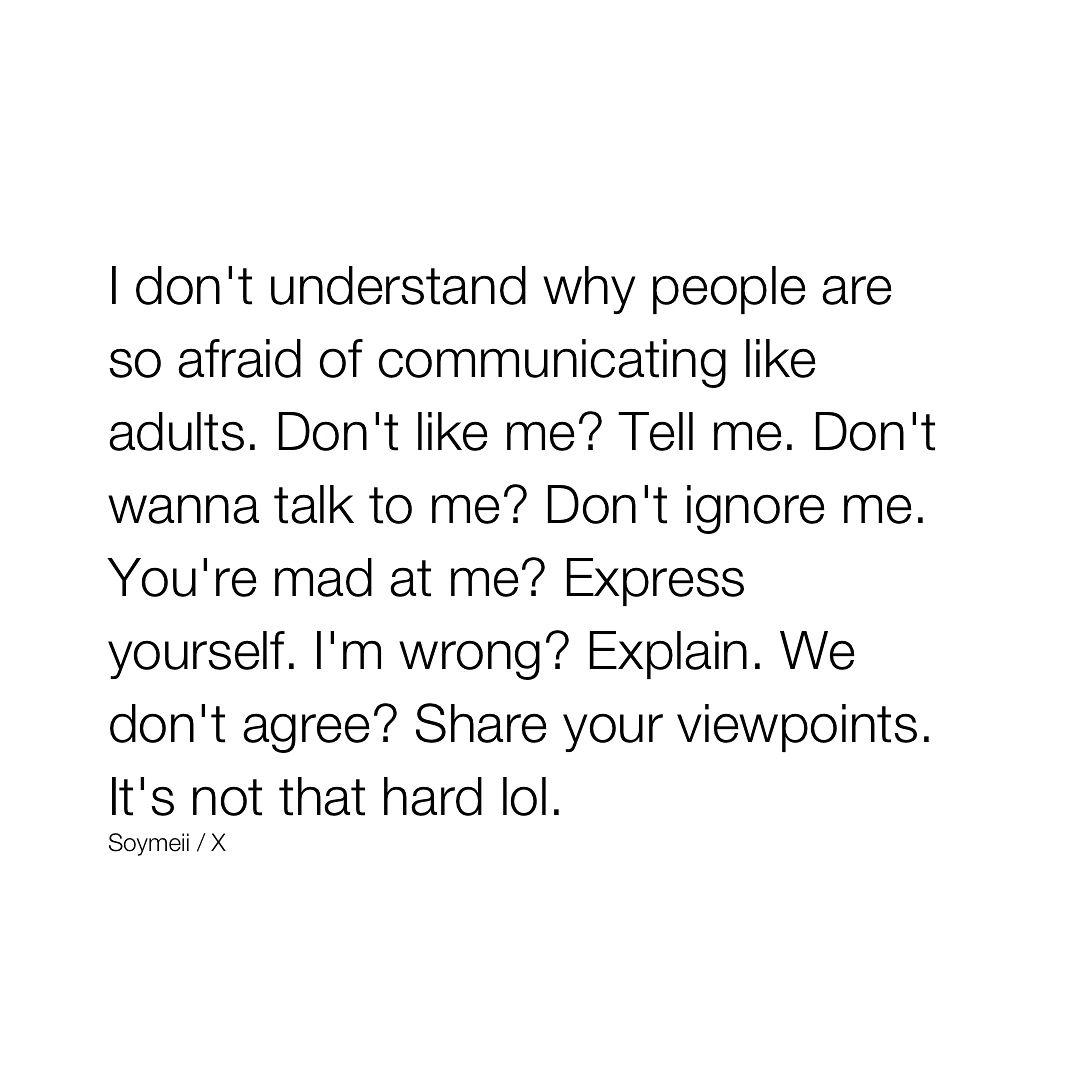 I don't understand why people are
so afraid of communicating like
adults. Don't like me? Tell me. Don't
wanna talk to me? Don't ignore me.
You're mad at me? Express
yourself. I'm wrong? Explain. We
don't agree? Share your viewpoints.
It's not that hard lol.
Soymeii / X